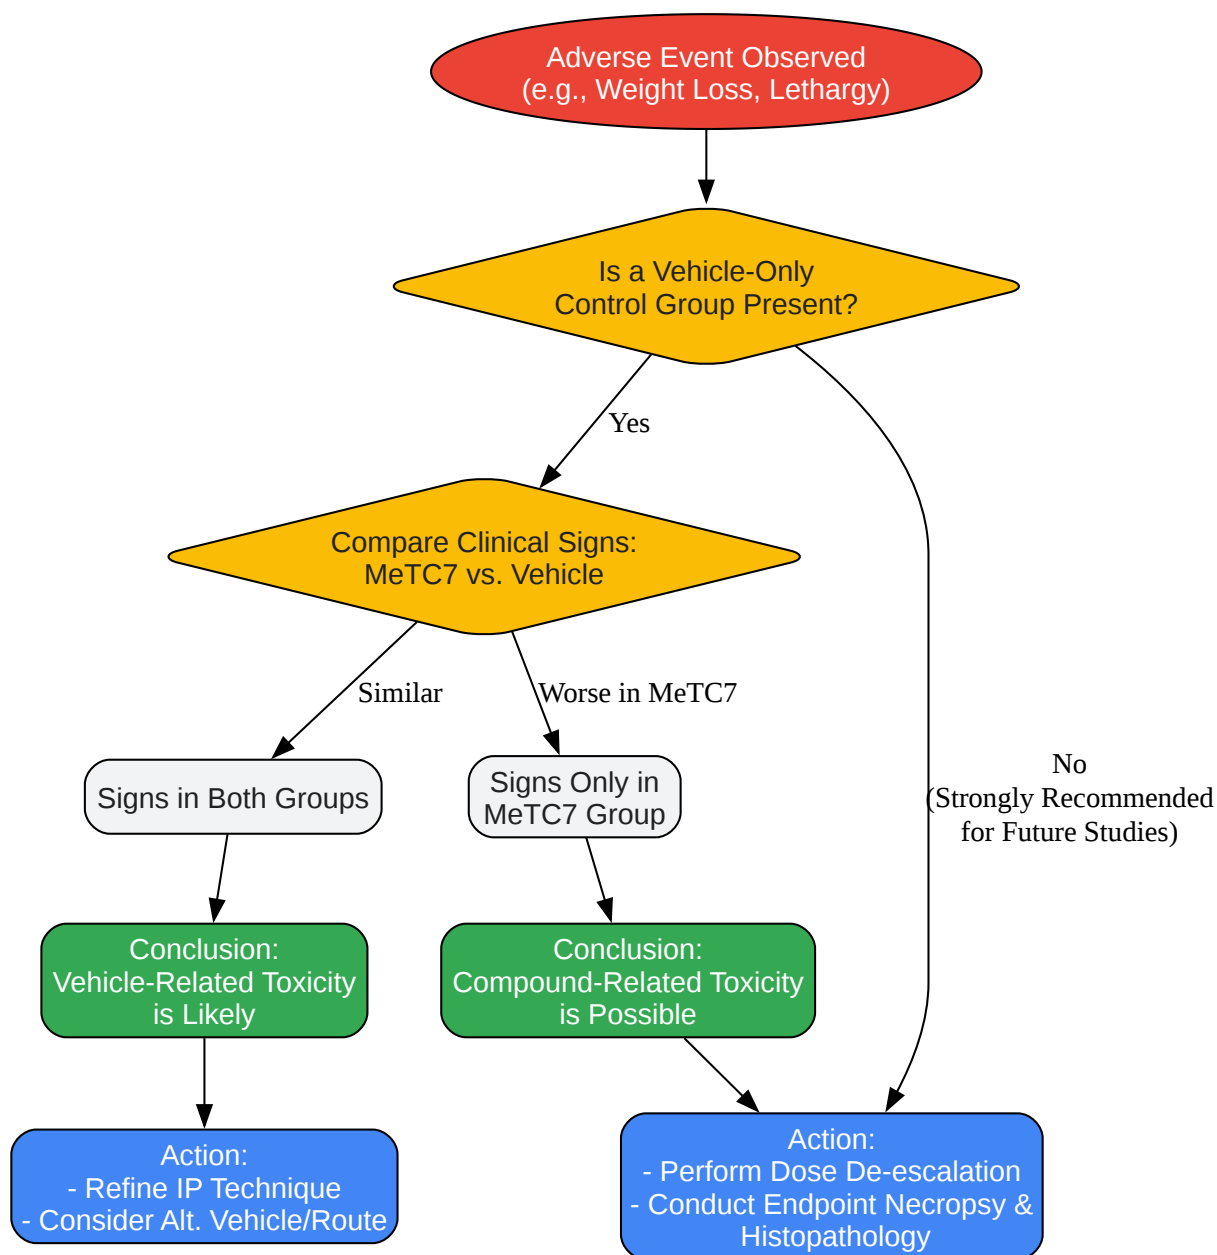 Adverse Event Observed
(e.g., Weight Loss, Lethargy)
Is a Vehicle-Only
Control Group Present?
Yes
Compare Clinical Signs:
MeTC7 vs. Vehicle
Similar
Worse in MeTC7
No
(Strongly Recommended
for Future Studies)
Signs in Both Groups
Signs Only in
MeTC7 Group
Conclusion:
Vehicle-Related Toxicity
is Likely
Conclusion:
Compound-Related Toxicity
is Possible
Action:
- Refine IP Technique
- Consider Alt. Vehicle/Route
Action:
- Perform Dose De-escalation
- Conduct Endpoint Necropsy &
Histopathology